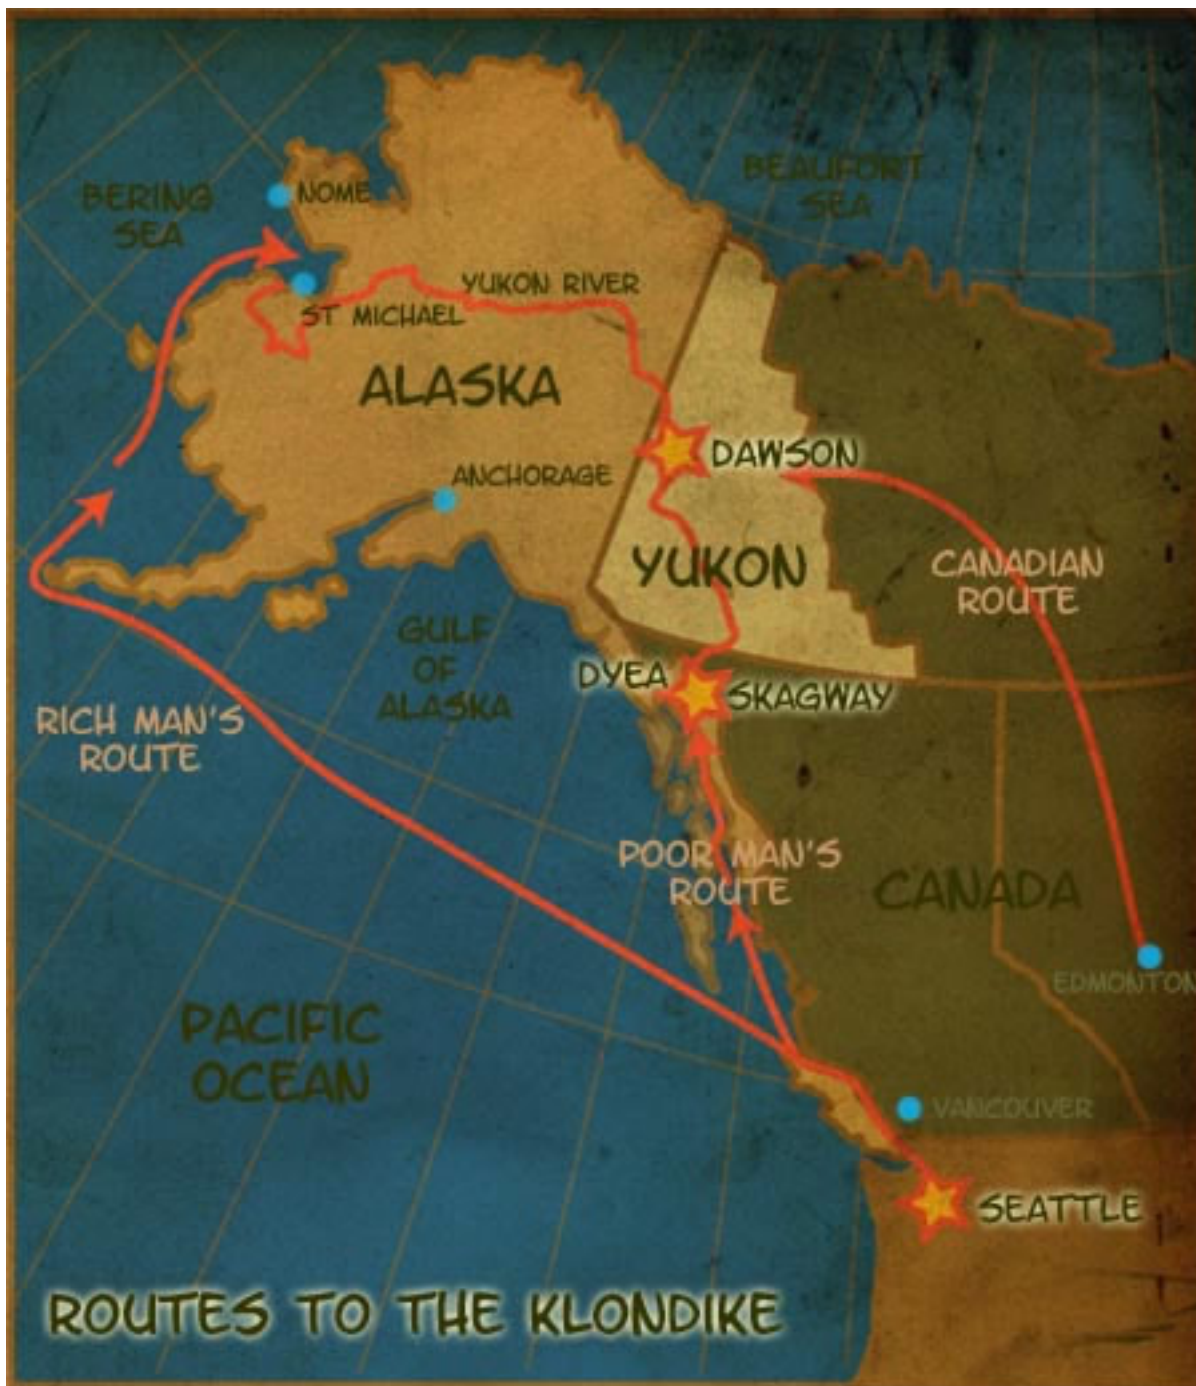 BEAUFORT
SEA
BERING
SEA
NOME
YUKON RIVER
ST MICHAEL
ALASKA
DAWSON
ANCHORAGE
YUKON
CANADIAN
ROUTE
GULF
OF
ALASKA
DYEA
SKAGWAY
RICH MAN'S
ROUTE
POOR MAN'S
ROUTE
CANADA
EDMONTON
PACIFIC
OCEAN
VANCOUVER
SEATTLE
ROUTES TO THE KLONDIKE